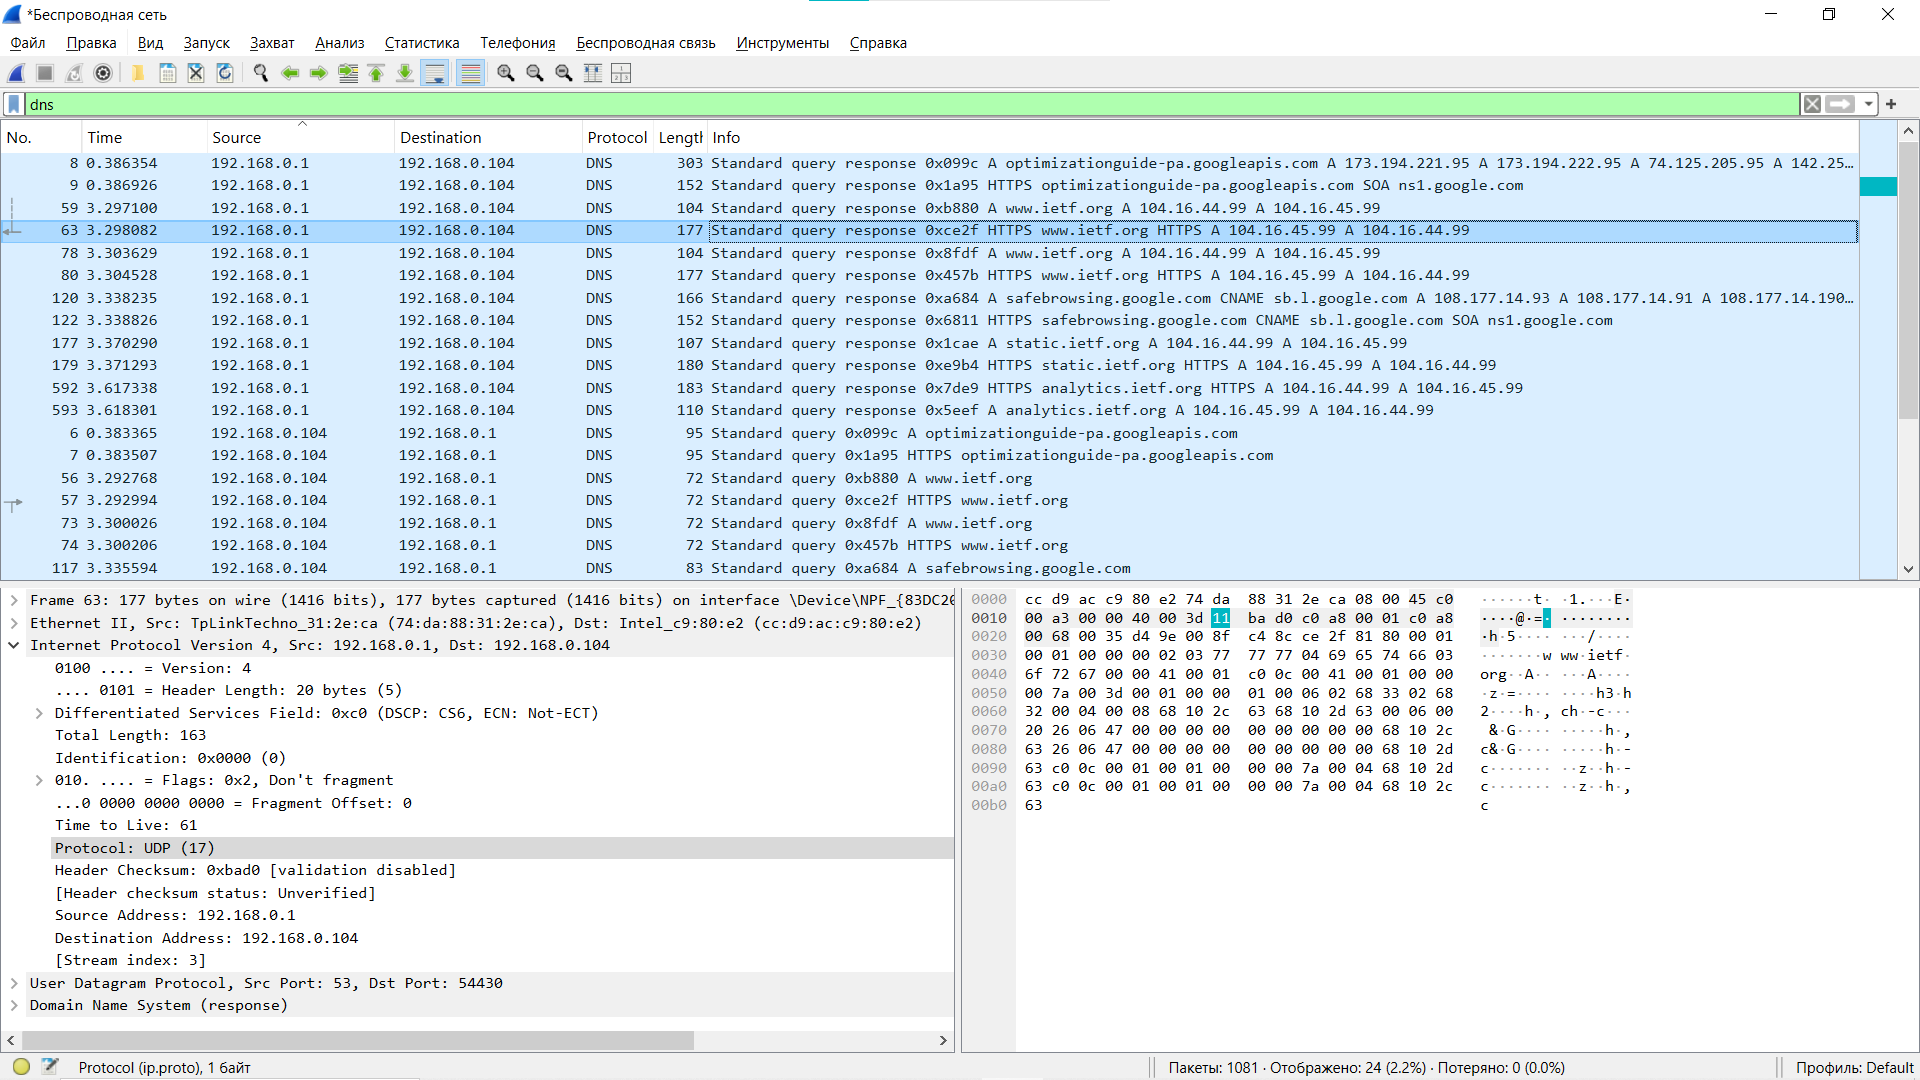 *Беспроводная сеть
Файл Правка Вид Запуск Захват Анализ Статистика Телефония Беспроводная связь Инструменты Справка
dns
No. Time Source Destination Protocol Length Info
8 0.386354 192.168.0.1 192.168.0.104 DNS 303 Standard query response 0x099c A optimizationguide-pa.googleapis.com A 173.194.221.95 A 173.194.222.95 A 74.125.205.95 A 142.25…
9 0.386926 192.168.0.1 192.168.0.104 DNS 152 Standard query response 0x1a95 HTTPS optimizationguide-pa.googleapis.com SOA ns1.google.com
59 3.297100 192.168.0.1 192.168.0.104 DNS 104 Standard query response 0xb880 A www.ietf.org A 104.16.44.99 A 104.16.45.99
63 3.298082 192.168.0.1 192.168.0.104 DNS 177 Standard query response 0xce2f HTTPS www.ietf.org HTTPS A 104.16.45.99 A 104.16.44.99
78 3.303629 192.168.0.1 192.168.0.104 DNS 104 Standard query response 0x8fdf A www.ietf.org A 104.16.44.99 A 104.16.45.99
80 3.304528 192.168.0.1 192.168.0.104 DNS 177 Standard query response 0x457b HTTPS www.ietf.org HTTPS A 104.16.45.99 A 104.16.44.99
120 3.338235 192.168.0.1 192.168.0.104 DNS 166 Standard query response 0xa684 A safebrowsing.google.com CNAME sb.l.google.com A 108.177.14.93 A 108.177.14.91 A 108.177.14.190…
122 3.338826 192.168.0.1 192.168.0.104 DNS 152 Standard query response 0x6811 HTTPS safebrowsing.google.com CNAME sb.l.google.com SOA ns1.google.com
177 3.370290 192.168.0.1 192.168.0.104 DNS 107 Standard query response 0x1cae A static.ietf.org A 104.16.44.99 A 104.16.45.99
179 3.371293 192.168.0.1 192.168.0.104 DNS 180 Standard query response 0xe9b4 HTTPS static.ietf.org HTTPS A 104.16.45.99 A 104.16.44.99
592 3.617338 192.168.0.1 192.168.0.104 DNS 183 Standard query response 0x7de9 HTTPS analytics.ietf.org HTTPS A 104.16.44.99 A 104.16.45.99
593 3.618301 192.168.0.1 192.168.0.104 DNS 110 Standard query response 0x5eef A analytics.ietf.org A 104.16.45.99 A 104.16.44.99
6 0.383365 192.168.0.104 192.168.0.1 DNS 95 Standard query 0x099c A optimizationguide-pa.googleapis.com
7 0.383507 192.168.0.104 192.168.0.1 DNS 95 Standard query 0x1a95 HTTPS optimizationguide-pa.googleapis.com
56 3.292768 192.168.0.104 192.168.0.1 DNS 72 Standard query 0xb880 A www.ietf.org
57 3.292994 192.168.0.104 192.168.0.1 DNS 72 Standard query 0xce2f HTTPS www.ietf.org
73 3.300026 192.168.0.104 192.168.0.1 DNS 72 Standard query 0x8fdf A www.ietf.org
74 3.300206 192.168.0.104 192.168.0.1 DNS 72 Standard query 0x457b HTTPS www.ietf.org
117 3.335594 192.168.0.104 192.168.0.1 DNS 83 Standard query 0xa684 A safebrowsing.google.com
Frame 63: 177 bytes on wire (1416 bits), 177 bytes captured (1416 bits) on interface \Device\NPF_{83DC20
Ethernet II, Src: TpLinkTechno_31:2e:ca (74:da:88:31:2e:ca), Dst: Intel_c9:80:e2 (cc:d9:ac:c9:80:e2)
Internet Protocol Version 4, Src: 192.168.0.1, Dst: 192.168.0.104
0100 .... = Version: 4
.... 0101 = Header Length: 20 bytes (5)
Differentiated Services Field: 0xc0 (DSCP: CS6, ECN: Not-ECT)
Total Length: 163
Identification: 0x0000 (0)
010. .... = Flags: 0x2, Don't fragment
...0 0000 0000 0000 = Fragment Offset: 0
Time to Live: 61
Protocol: UDP (17)
Header Checksum: 0xbad0 [validation disabled]
[Header checksum status: Unverified]
Source Address: 192.168.0.1
Destination Address: 192.168.0.104
[Stream index: 3]
User Datagram Protocol, Src Port: 53, Dst Port: 54430
Domain Name System (response)
0000 cc d9 ac c9 80 e2 74 da 88 31 2e ca 08 00 45 c0 ······t· ·1.···E·
0010 00 a3 00 00 40 00 3d 11 ba d0 c0 a8 00 01 c0 a8 ····@·=· ········
0020 00 68 00 35 d4 9e 00 8f c4 8c ce 2f 81 80 00 01 ·h·5···· ···/····
0030 00 01 00 00 00 02 03 77 77 77 04 69 65 74 66 03 ·······w ww·ietf·
0040 6f 72 67 00 00 41 00 01 c0 0c 00 41 00 01 00 00 org··A·· ···A····
0050 00 7a 00 3d 00 01 00 00 01 00 06 02 68 33 02 68 ·z·=···· ····h3·h
0060 32 00 04 00 08 68 10 2c 63 68 10 2d 63 00 06 00 2····h·, ch·-c···
0070 20 26 06 47 00 00 00 00 00 00 00 00 00 68 10 2c  &·G···· ·····h·,
0080 63 26 06 47 00 00 00 00 00 00 00 00 00 68 10 2d c&·G···· ·····h·-
0090 63 c0 0c 00 01 00 01 00 00 00 7a 00 04 68 10 2d c······· ··z··h·-
00a0 63 c0 0c 00 01 00 01 00 00 00 7a 00 04 68 10 2c c······· ··z··h·,
00b0 63 c
Protocol (ip.proto), 1 байт Пакеты: 1081 · Отображено: 24 (2.2%) · Потеряно: 0 (0.0%) Профиль: Default